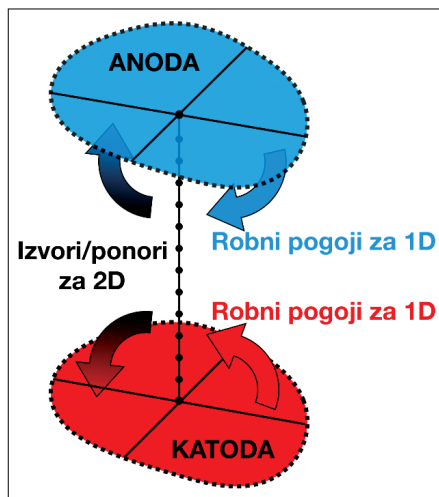 ANODA
Robni pogoji za 1D
Izvori/ponori
za 2D
Robni pogoji za 1D
KATODA